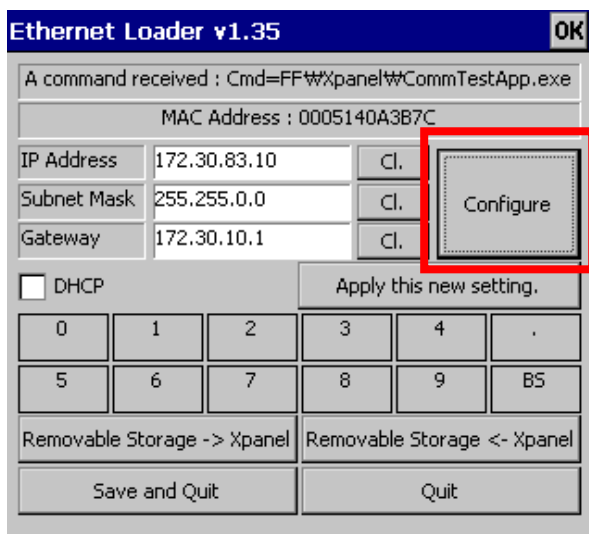 Ethernet Loader v1.35 OK
A command received : Cmd=FF₩Xpanel₩CommTestApp.exe
MAC Address : 0005140A3B7C
IP Address 172.30.83.10 Cl.
Subnet Mask 255.255.0.0 Cl.
Configure
Gateway 172.30.10.1 Cl.
DHCP Apply this new setting.
0 1 2 3 4 .
5 6 7 8 9 BS
Removable Storage -> Xpanel Removable Storage <- Xpanel
Save and Quit Quit